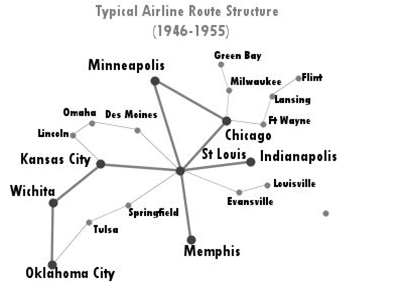 Typical Airline Route Structure
(1946-1955)
Green Bay
Minneapolis
Milwaukee
Flint
Lansing
Omaha
Des Moines
Ft Wayne
Lincoln
Chicago
St Louis
Indianapolis
Kansas City
Louisville
Wichita
Evansville
Springfield
Tulsa
Memphis
Oklahoma City